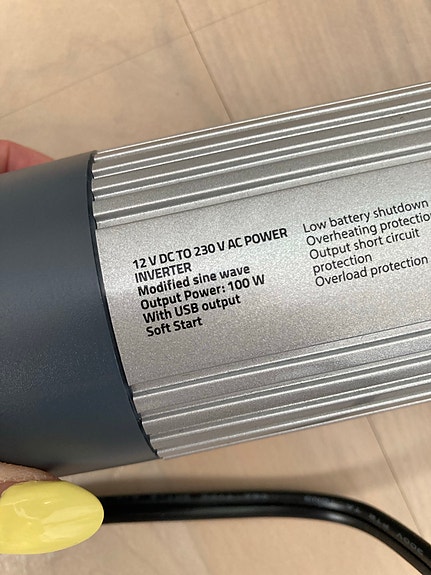 12 V DC TO 230 V AC POWER
INVERTER
Modified sine wave
Output Power: 100 W
With USB output
Soft Start
Low battery shutdown
Overheating protection
Output short circuit
protection
Overload protection